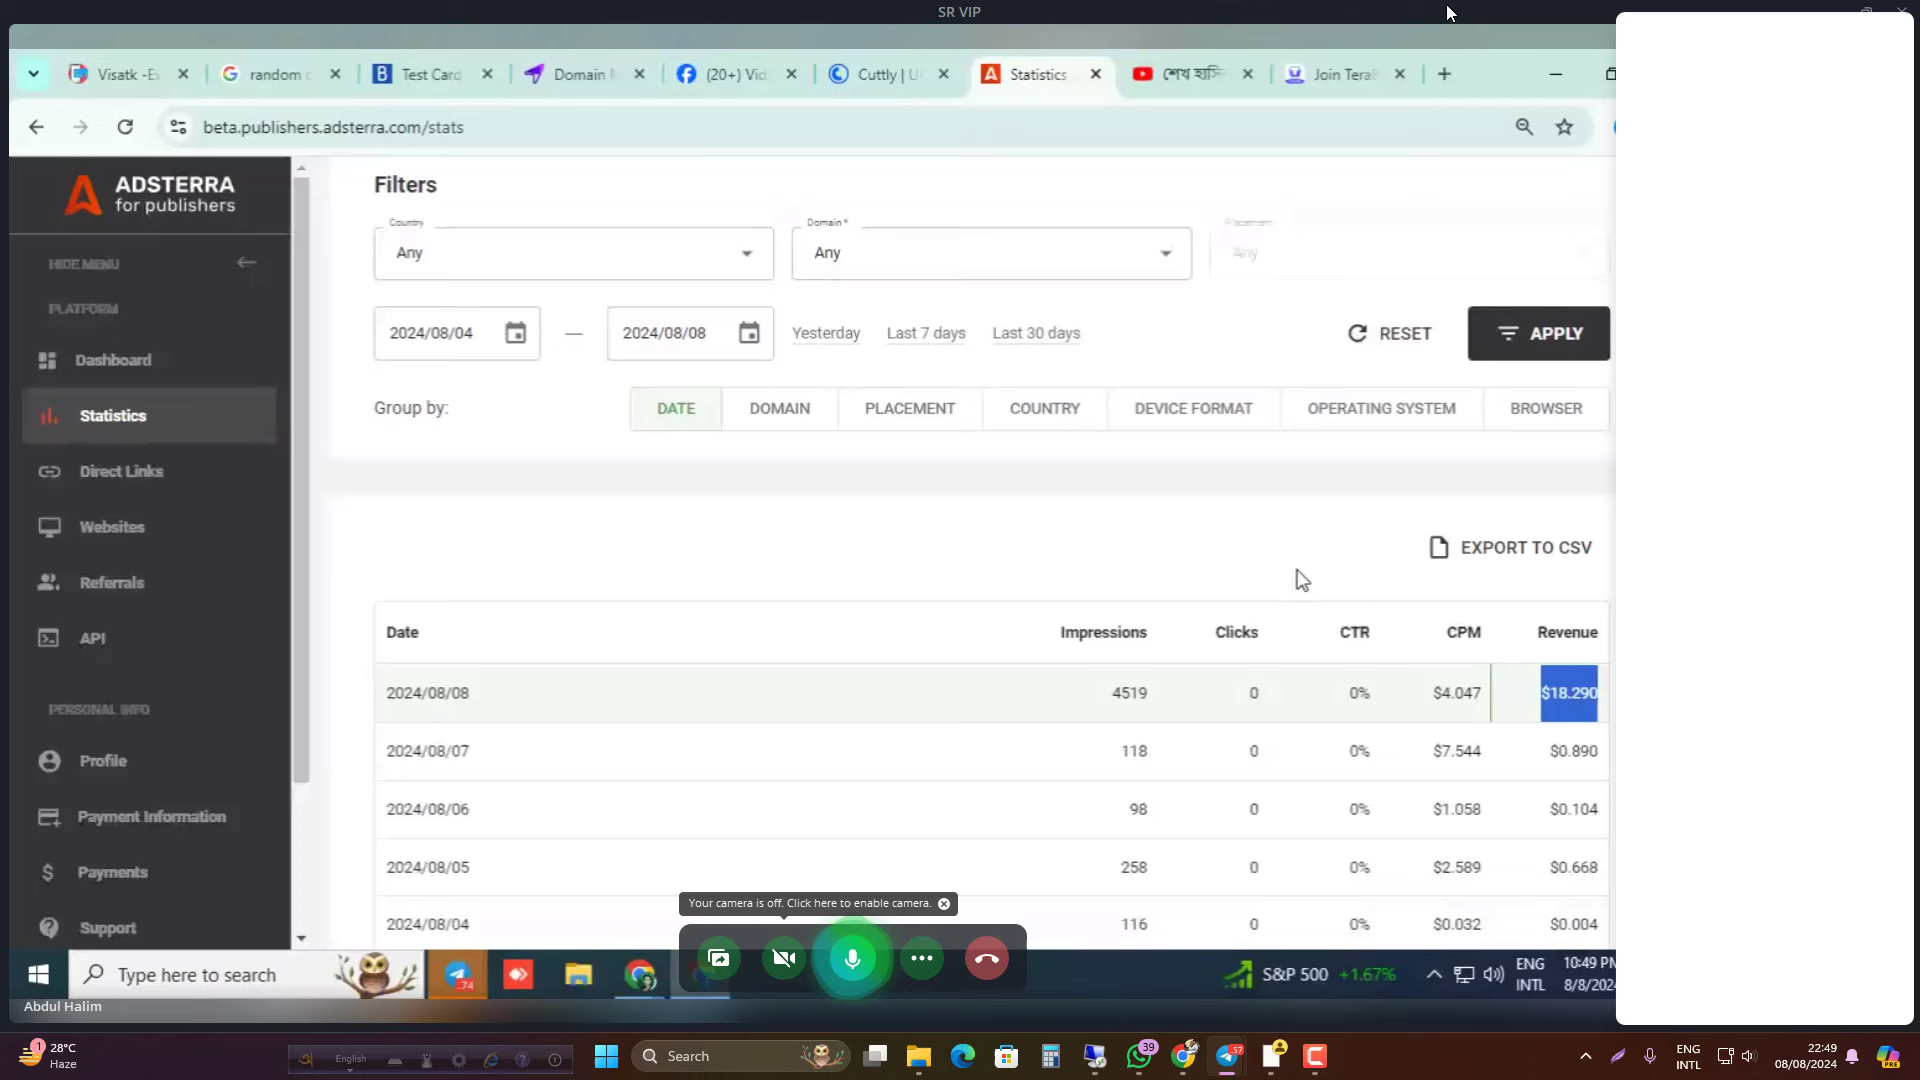 SR VIP
Visatk -E
random c
Test Card
Domain
(20+) Vid
Cuttly | U
Statistics
শেখ হাসি
Join Tera
beta.publishers.adsterra.com/stats
ADSTERRA
for publishers
HIDE MENU
PLATFORM
Dashboard
Statistics
Direct Links
Websites
Referrals
API
PERSONAL INFO
Profile
Payment Information
Payments
Support
Filters
Country
Any
Domain*
Any
Placement
Any
2024/08/04
—
2024/08/08
Yesterday
Last 7 days
Last 30 days
RESET
APPLY
Group by:
DATE
DOMAIN
PLACEMENT
COUNTRY
DEVICE FORMAT
OPERATING SYSTEM
BROWSER
EXPORT TO CSV
Date Impressions Clicks CTR CPM Revenue
2024/08/08 4519 0 0% $4.047 $18.290
2024/08/07 118 0 0% $7.544 $0.890
2024/08/06 98 0 0% $1.058 $0.104
2024/08/05 258 0 0% $2.589 $0.668
2024/08/04 116 0 0% $0.032 $0.004
Your camera is off. Click here to enable camera.
Type here to search
74
S&P 500 +1.67%
ENG
INTL
10:49 PM
8/8/2024
Abdul Halim
1
28°C
Haze
English
Search
39
57
ENG
INTL
22:49
08/08/2024
PRE